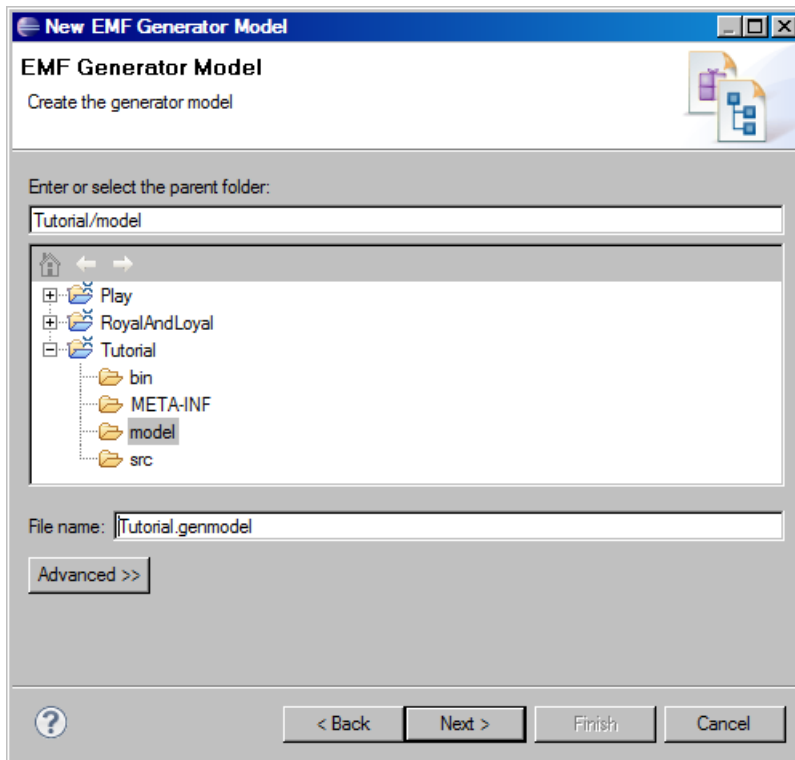 New EMF Generator Model
EMF Generator Model
Create the generator model
Enter or select the parent folder:
Tutorial/model
Play
RoyalAndLoyal
Tutorial
bin
META-INF
model
src
File name: Tutorial.genmodel
Advanced >>
? < Back Next > Finish Cancel